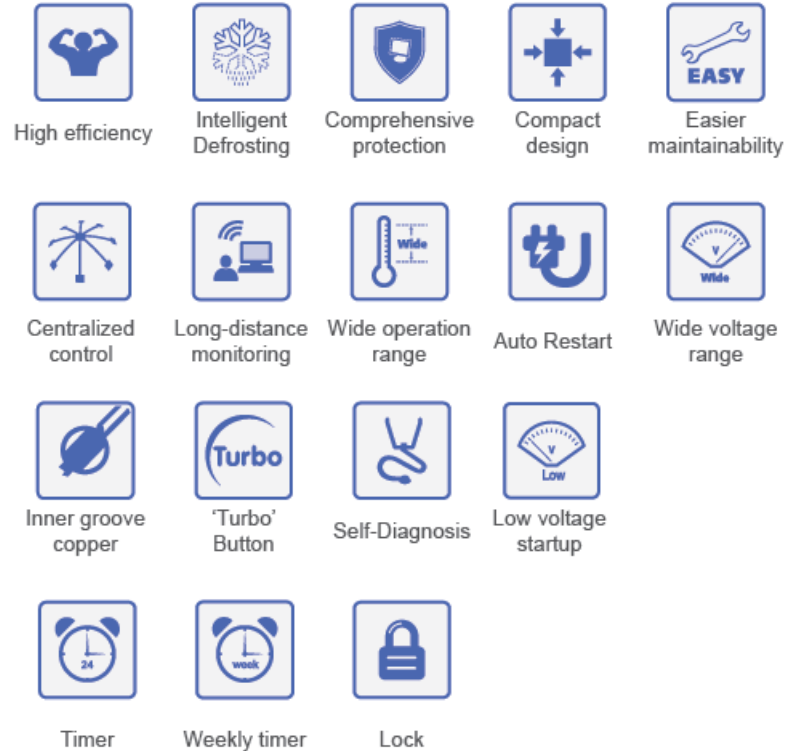 EASY
High efficiency
Intelligent
Defrosting
Comprehensive
protection
Compact
design
Easier
maintainability
Wide
V
Wide
Centralized
control
Long-distance
monitoring
Wide operation
range
Auto Restart
Wide voltage
range
Turbo
V
Low
Inner groove
copper
‘Turbo’
Button
Self-Diagnosis
Low voltage
startup
24
week
Timer
Weekly timer
Lock